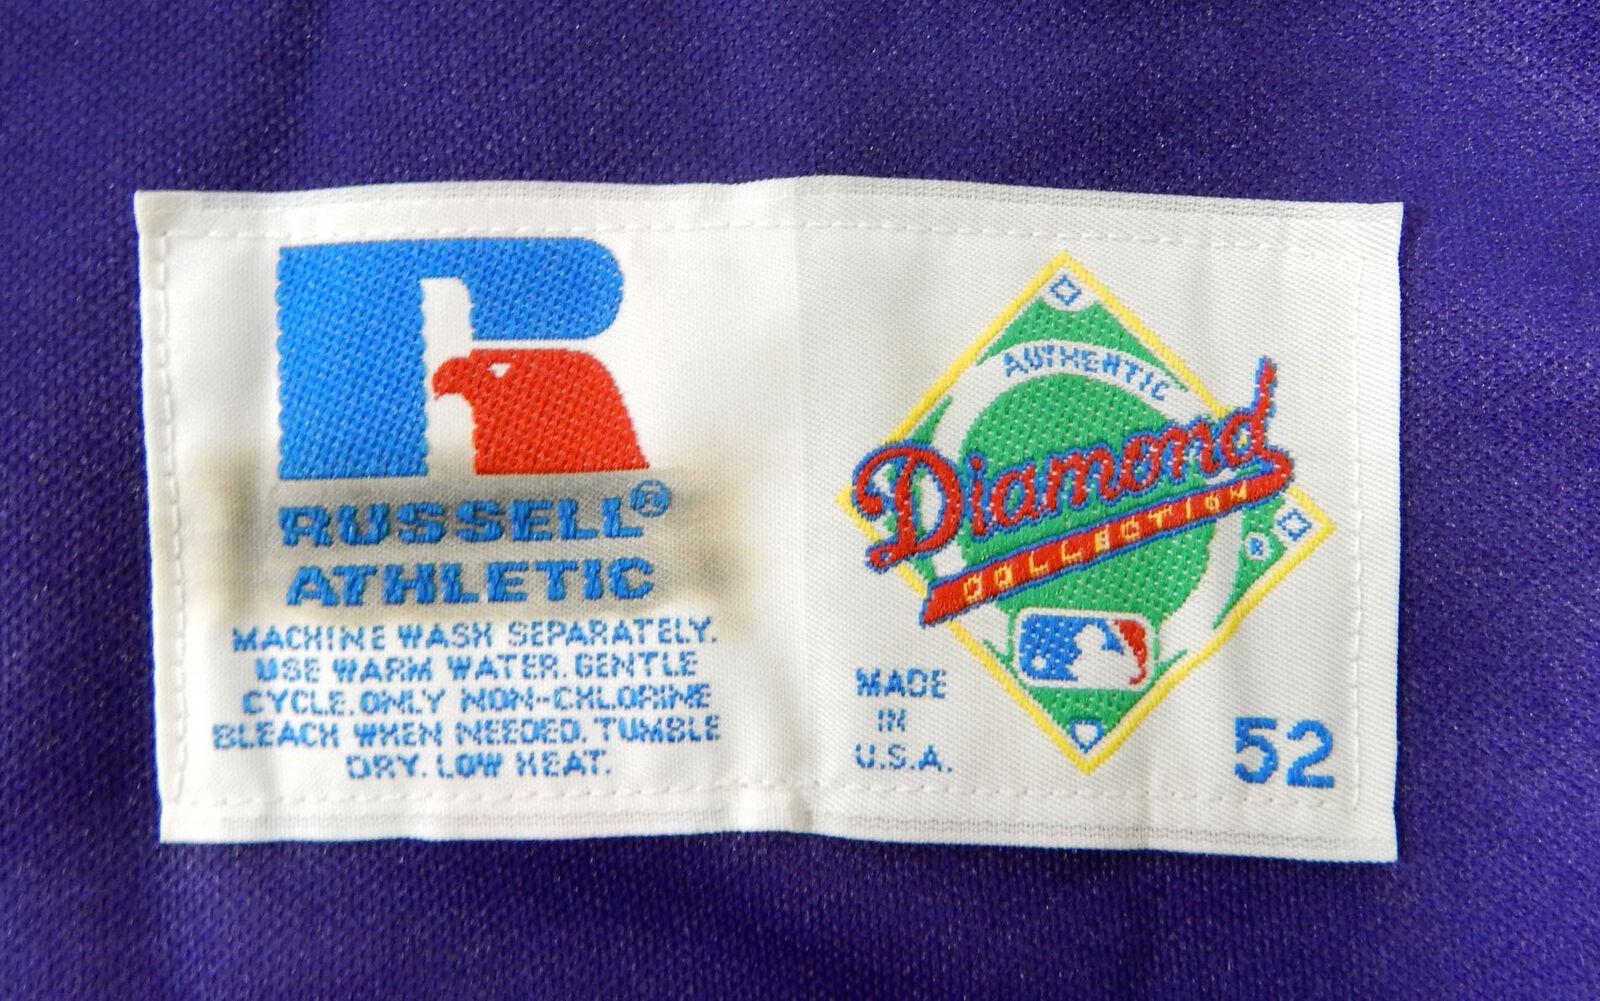 RUSSELL®
ATHLETIC
MACHINE WASH SEPARATELY.
USE WARM WATER. GENTLE
CYCLE. ONLY NON-CHLORINE
BLEACH WHEN NEEDED. TUMBLE
DRY. LOW HEAT.
AUTHENTIC
Diamond
COLLECTION
®
MADE
IN
U.S.A.
52